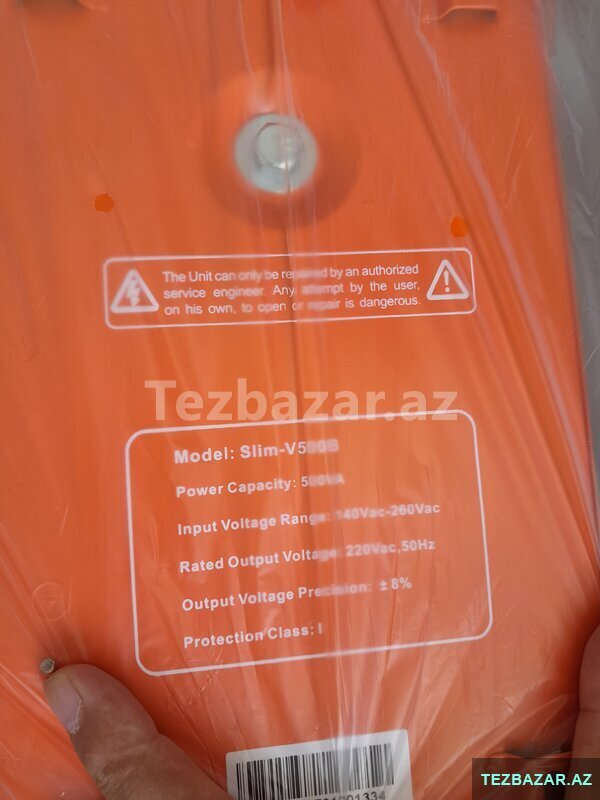 The Unit can only be repaired by an authorized
service engineer. Any attempt by the user,
on his own, to open or repair is dangerous.
Tezbazar.az
Model: Slim-V500B
Power Capacity: 500VA
Input Voltage Range: 140Vac-260Vac
Rated Output Voltage: 220Vac,50Hz
Output Voltage Precision: ±8%
Protection Class: I
TEZBAZAR.AZ